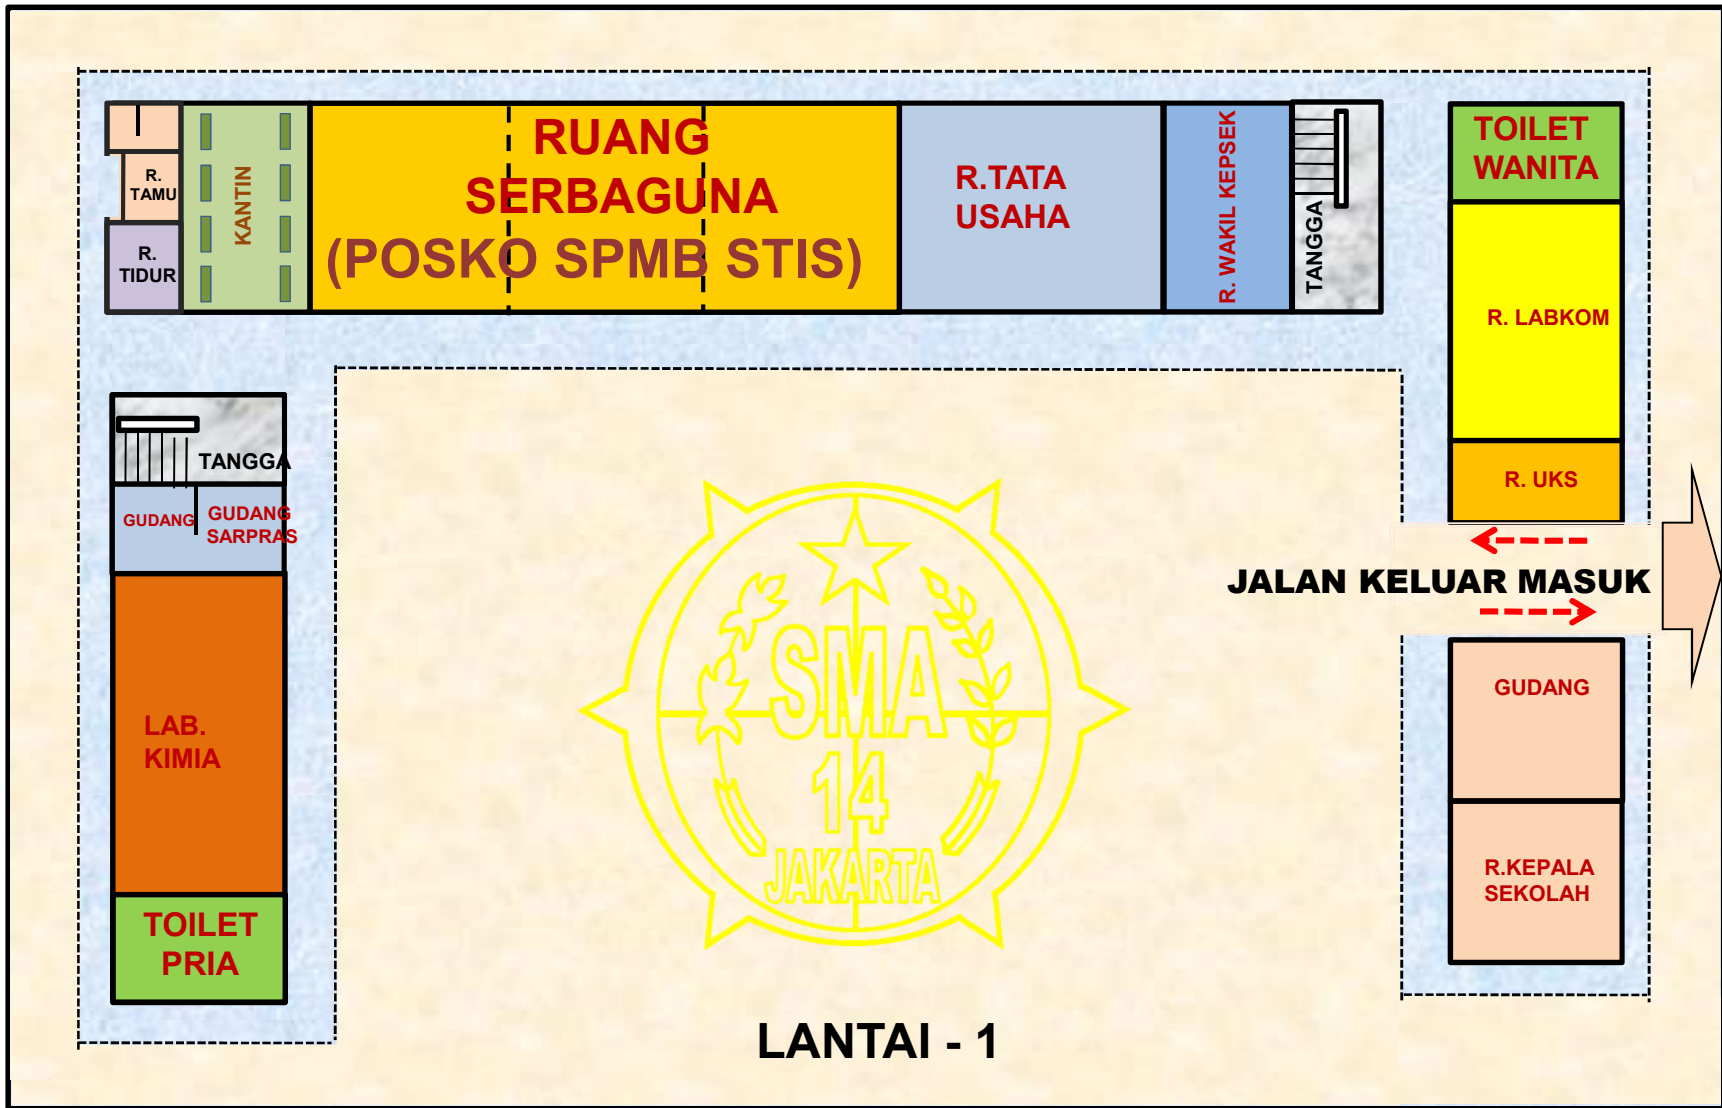 R.
TAMU
R.
TIDUR
KANTIN
RUANG
SERBAGUNA
(POSKO SPMB STIS)
R.TATA
USAHA
R. WAKIL KEPSEK
TANGGA
TOILET
WANITA
R. LABKOM
R. UKS
JALAN KELUAR MASUK
GUDANG
R.KEPALA
SEKOLAH
TANGGA
GUDANG
GUDANG
SARPRAS
LAB.
KIMIA
TOILET
PRIA
SMA
14
JAKARTA
LANTAI - 1